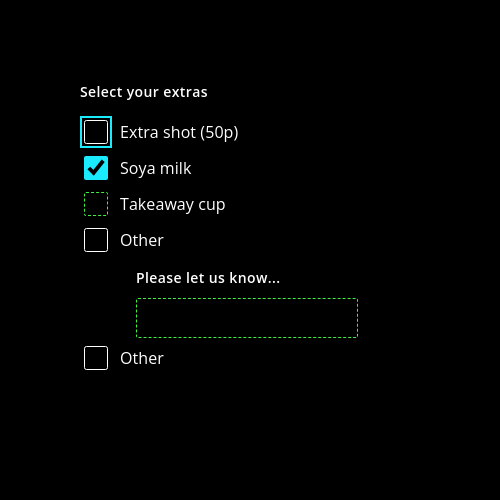 Select your extras
Extra shot (50p)
Soya milk
Takeaway cup
Other
Please let us know...
Other